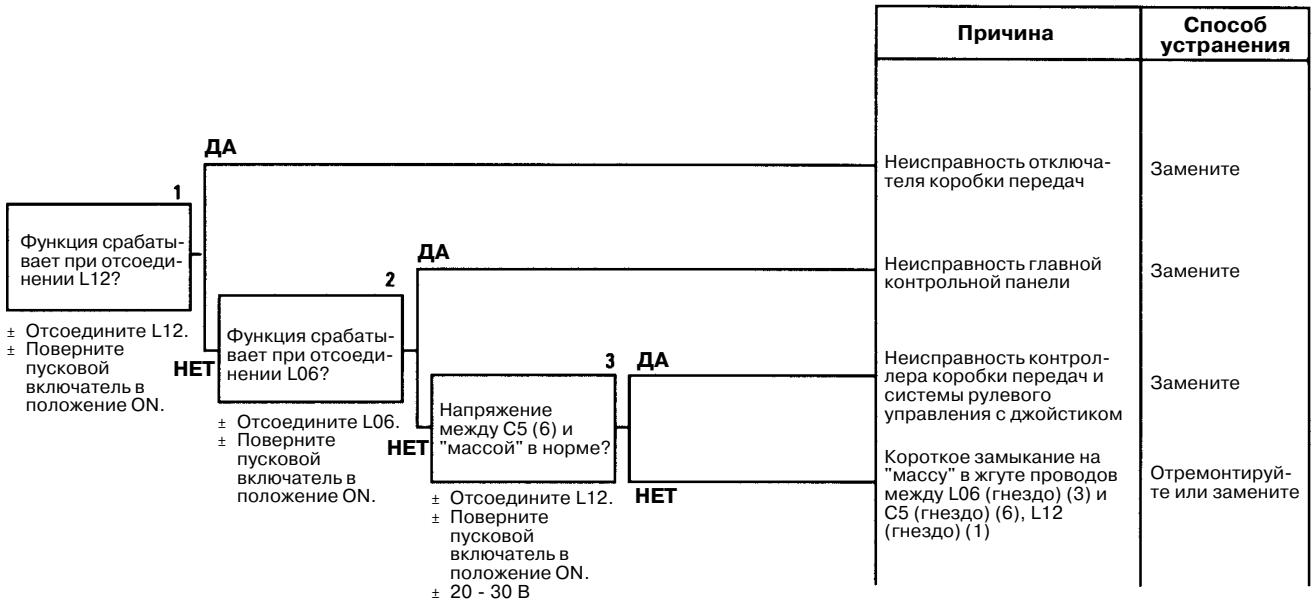 Причина
Способ
устранения
ДА
Неисправность отключа-
теля коробки передач
Замените
1
Функция срабаты-
вает при отсоеди-
нении L12?
± Отсоедините L12.
± Поверните
пусковой
включатель в
положение ON.
ДА
Неисправность главной
контрольной панели
Замените
НЕТ
2
Функция срабаты-
вает при отсоеди-
нении L06?
± Отсоедините L06.
± Поверните
пусковой
включатель в
положение ON.
ДА
Неисправность контрол-
лера коробки передач и
системы рулевого
управления с джойстиком
Замените
НЕТ
3
Напряжение
между C5 (6) и
"массой" в норме?
± Отсоедините L12.
± Поверните
пусковой
включатель в
положение ON.
± 20 - 30 В
НЕТ
Короткое замыкание на
"массу" в жгуте проводов
между L06 (гнездо) (3) и
C5 (гнездо) (6), L12
(гнездо) (1)
Отремонтируй-
те или замените